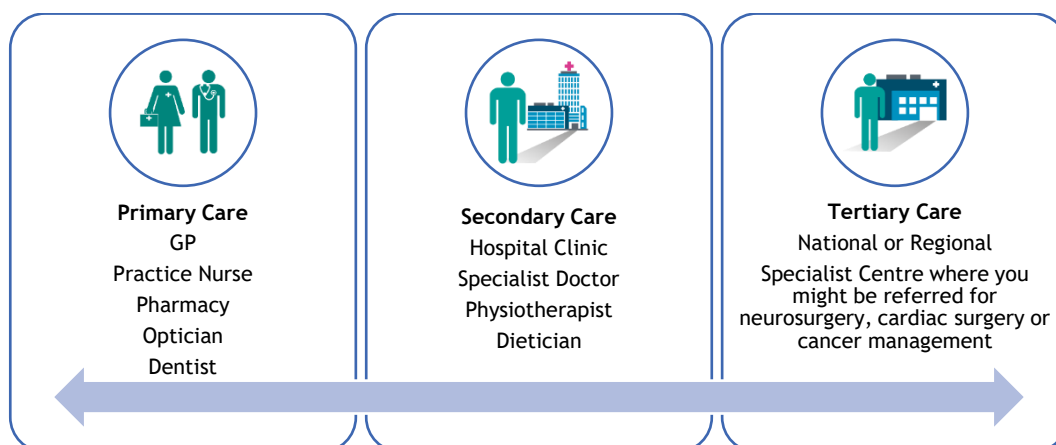 Primary Care
GP
Practice Nurse
Pharmacy
Optician
Dentist
Secondary Care
Hospital Clinic
Specialist Doctor
Physiotherapist
Dietician
Tertiary Care
National or Regional
Specialist Centre where you
might be referred for
neurosurgery, cardiac surgery or
cancer management